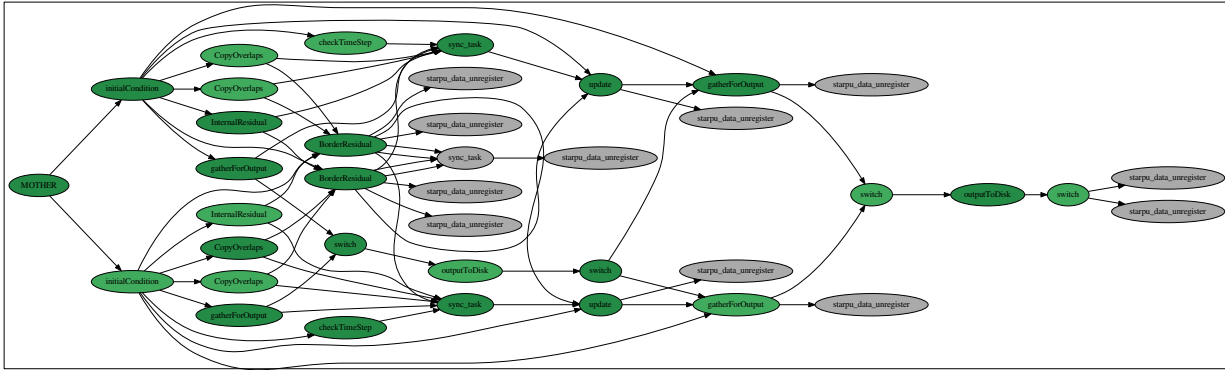 MOTHER
initialCondition
initialCondition
CopyOverlaps
CopyOverlaps
InternalResidual
gatherForOutput
InternalResidual
CopyOverlaps
CopyOverlaps
gatherForOutput
checkTimeStep
BorderResidual
BorderResidual
switch
checkTimeStep
sync_task
starpu_data_unregister
starpu_data_unregister
sync_task
starpu_data_unregister
starpu_data_unregister
outputToDisk
sync_task
update
starpu_data_unregister
switch
update
gatherForOutput
starpu_data_unregister
starpu_data_unregister
gatherForOutput
starpu_data_unregister
switch
starpu_data_unregister
outputToDisk
switch
starpu_data_unregister
starpu_data_unregister